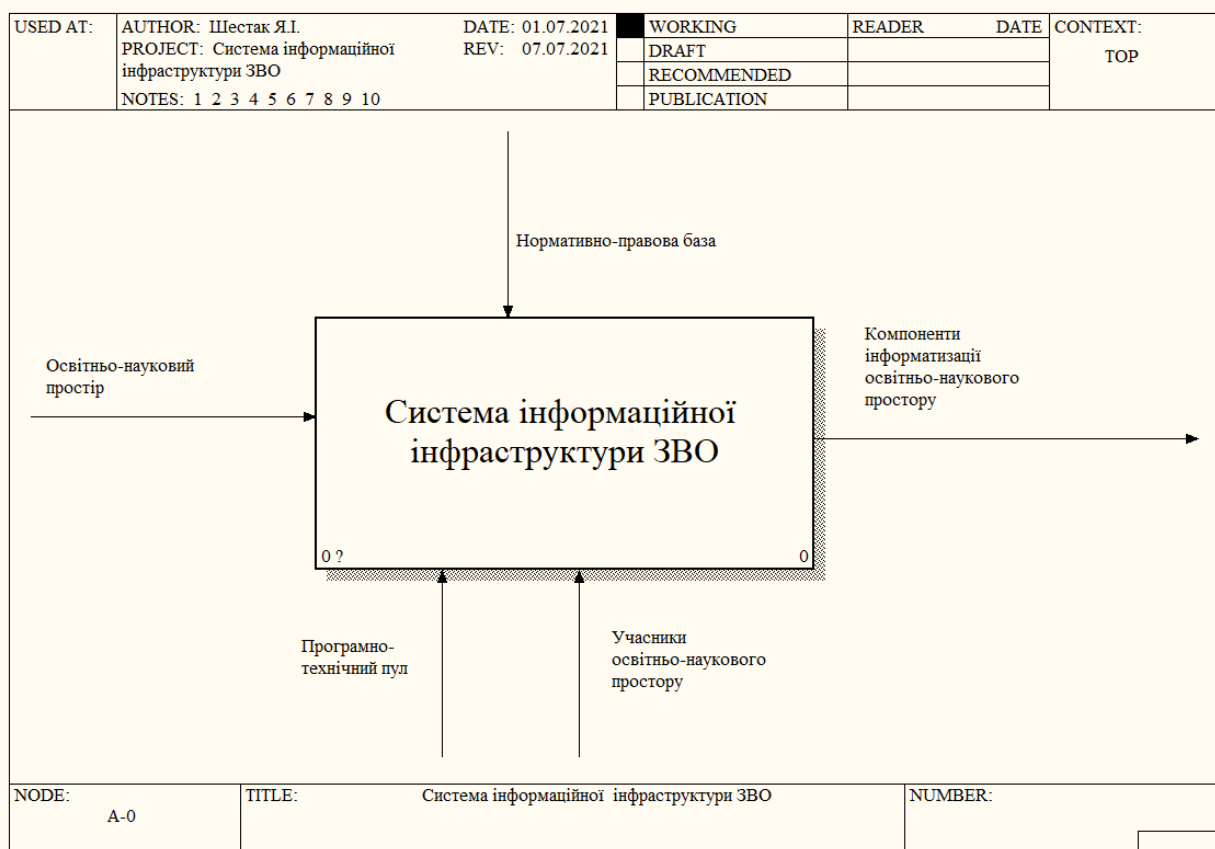 USED AT:
AUTHOR: Шестак Я.І.
DATE: 01.07.2021
PROJECT: Система інформаційної
інфраструктури ЗВО
REV: 07.07.2021
NOTES: 1 2 3 4 5 6 7 8 9 10
WORKING
DRAFT
RECOMMENDED
PUBLICATION
READER DATE
CONTEXT:
TOP
Нормативно-правова база
Освітньо-науковий
простір
Система інформаційної
інфраструктури ЗВО
0 ?
0
Компоненти
інформатизації
освітньо-наукового
простору
Програмно-
технічний пул
Учасники
освітньо-наукового
простору
NODE:
A-0
TITLE:
Система інформаційної інфраструктури ЗВО
NUMBER: